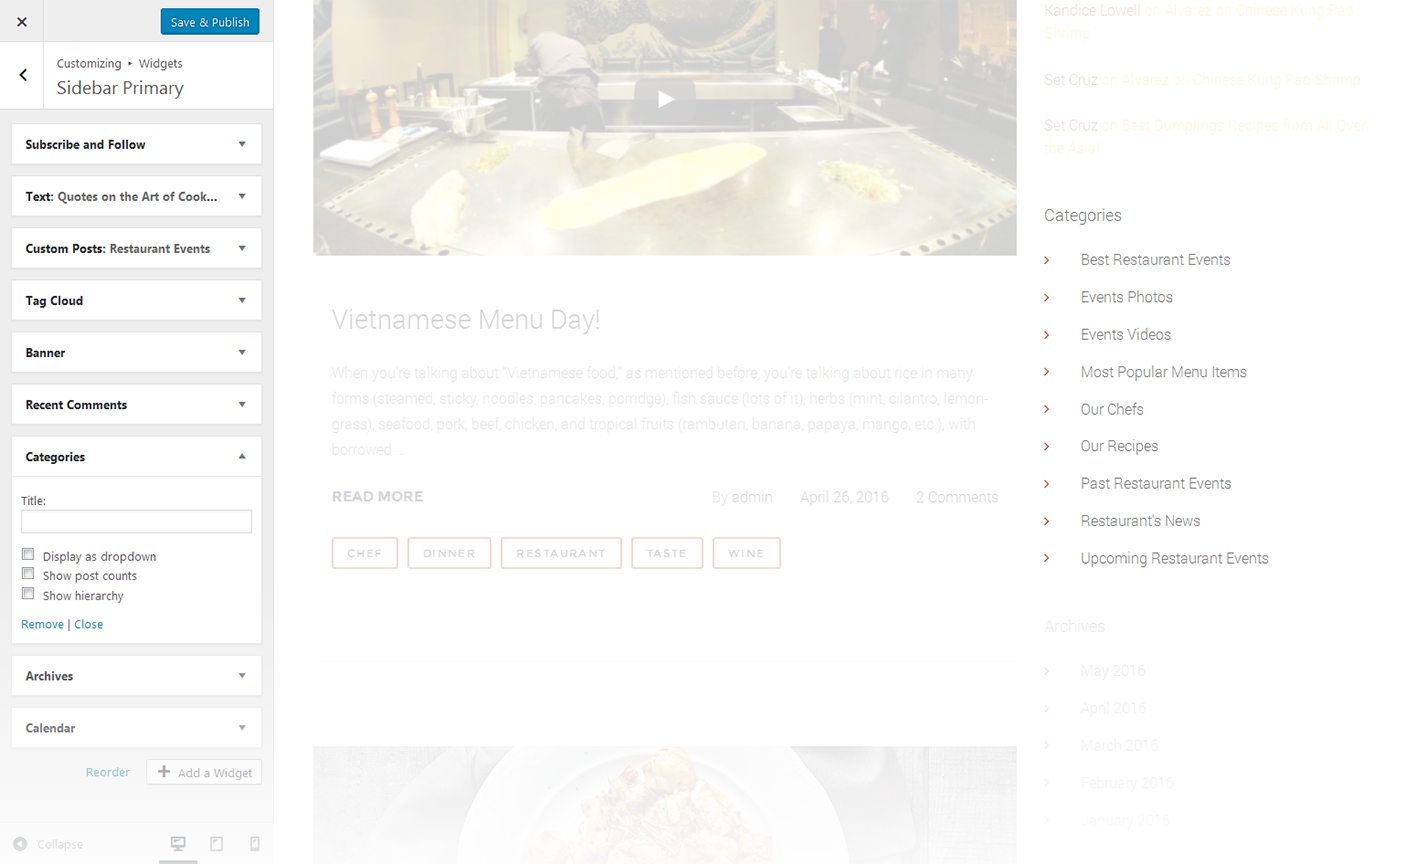 Save & Publish
Customizing ▸ Widgets
Sidebar Primary
Subscribe and Follow
Text: Quotes on the Art of Cook...
Custom Posts: Restaurant Events
Tag Cloud
Banner
Recent Comments
Categories
Title:
Display as dropdown
Show post counts
Show hierarchy
Remove | Close
Archives
Calendar
Reorder
Add a Widget
Collapse
Vietnamese Menu Day!
When you're talking about "Vietnamese food," as mentioned before, you're talking about rice in many
forms (steamed, sticky, noodles, pancakes, porridge), fish sauce (lots of it), herbs (mint, cilantro, lemon-
grass), seafood, pork, beef, chicken, and tropical fruits (rambutan, banana, papaya, mango, etc.), with
borrowed ...
READ MORE
By admin
April 26, 2016
2 Comments
CHEF
DINNER
RESTAURANT
TASTE
WINE
Kandice Lowell on Alvarez on Chinese Kung Pao
Shrimp
Set Cruz on Alvarez on Chinese Kung Pao Shrimp
Set Cruz on Best Dumplings Recipes from All Over
the Asia!
Categories
Best Restaurant Events
Events Photos
Events Videos
Most Popular Menu Items
Our Chefs
Our Recipes
Past Restaurant Events
Restaurant's News
Upcoming Restaurant Events
Archives
May 2016
April 2016
March 2016
February 2016
January 2016